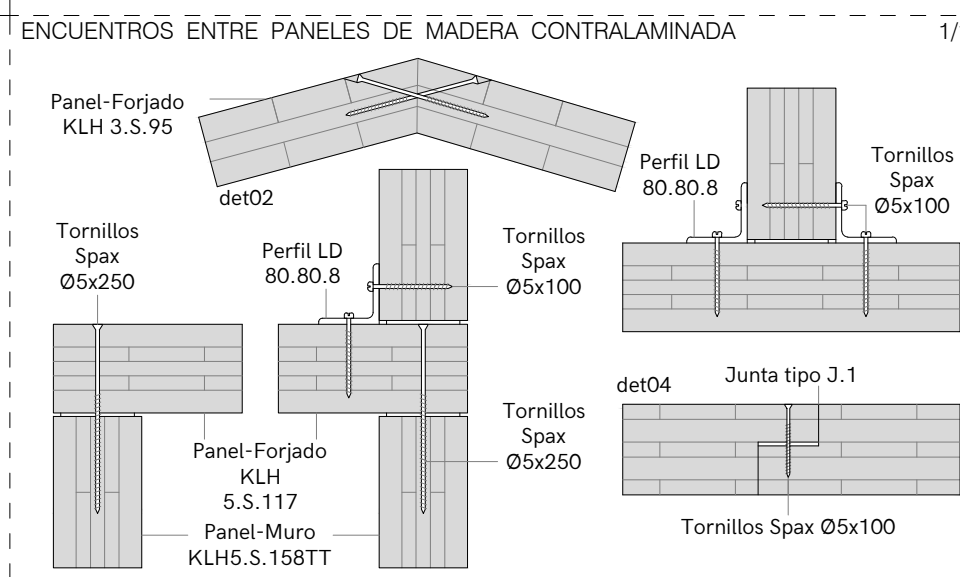 ENCUENTROS ENTRE PANELES DE MADERA CONTRALAMINADA
1/
Panel-Forjado
KLH 3.S.95
det02
Perfil LD
80.80.8
Tornillos
Spax
Ø5x100
Tornillos
Spax
Ø5x250
Perfil LD
80.80.8
Tornillos
Spax
Ø5x100
det04
Junta tipo J.1
Tornillos
Spax
Ø5x250
Panel-Forjado
KLH
5.S.117
Panel-Muro
KLH5.S.158TT
Tornillos Spax Ø5x100